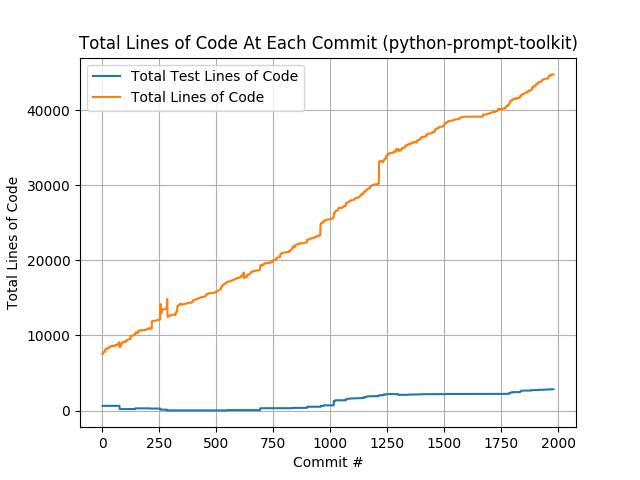 Total Lines of Code At Each Commit (python-prompt-toolkit)
Total Test Lines of Code
Total Lines of Code
Total Lines of Code
40000
30000
20000
10000
0
0 250 500 750 1000 1250 1500 1750 2000
Commit #